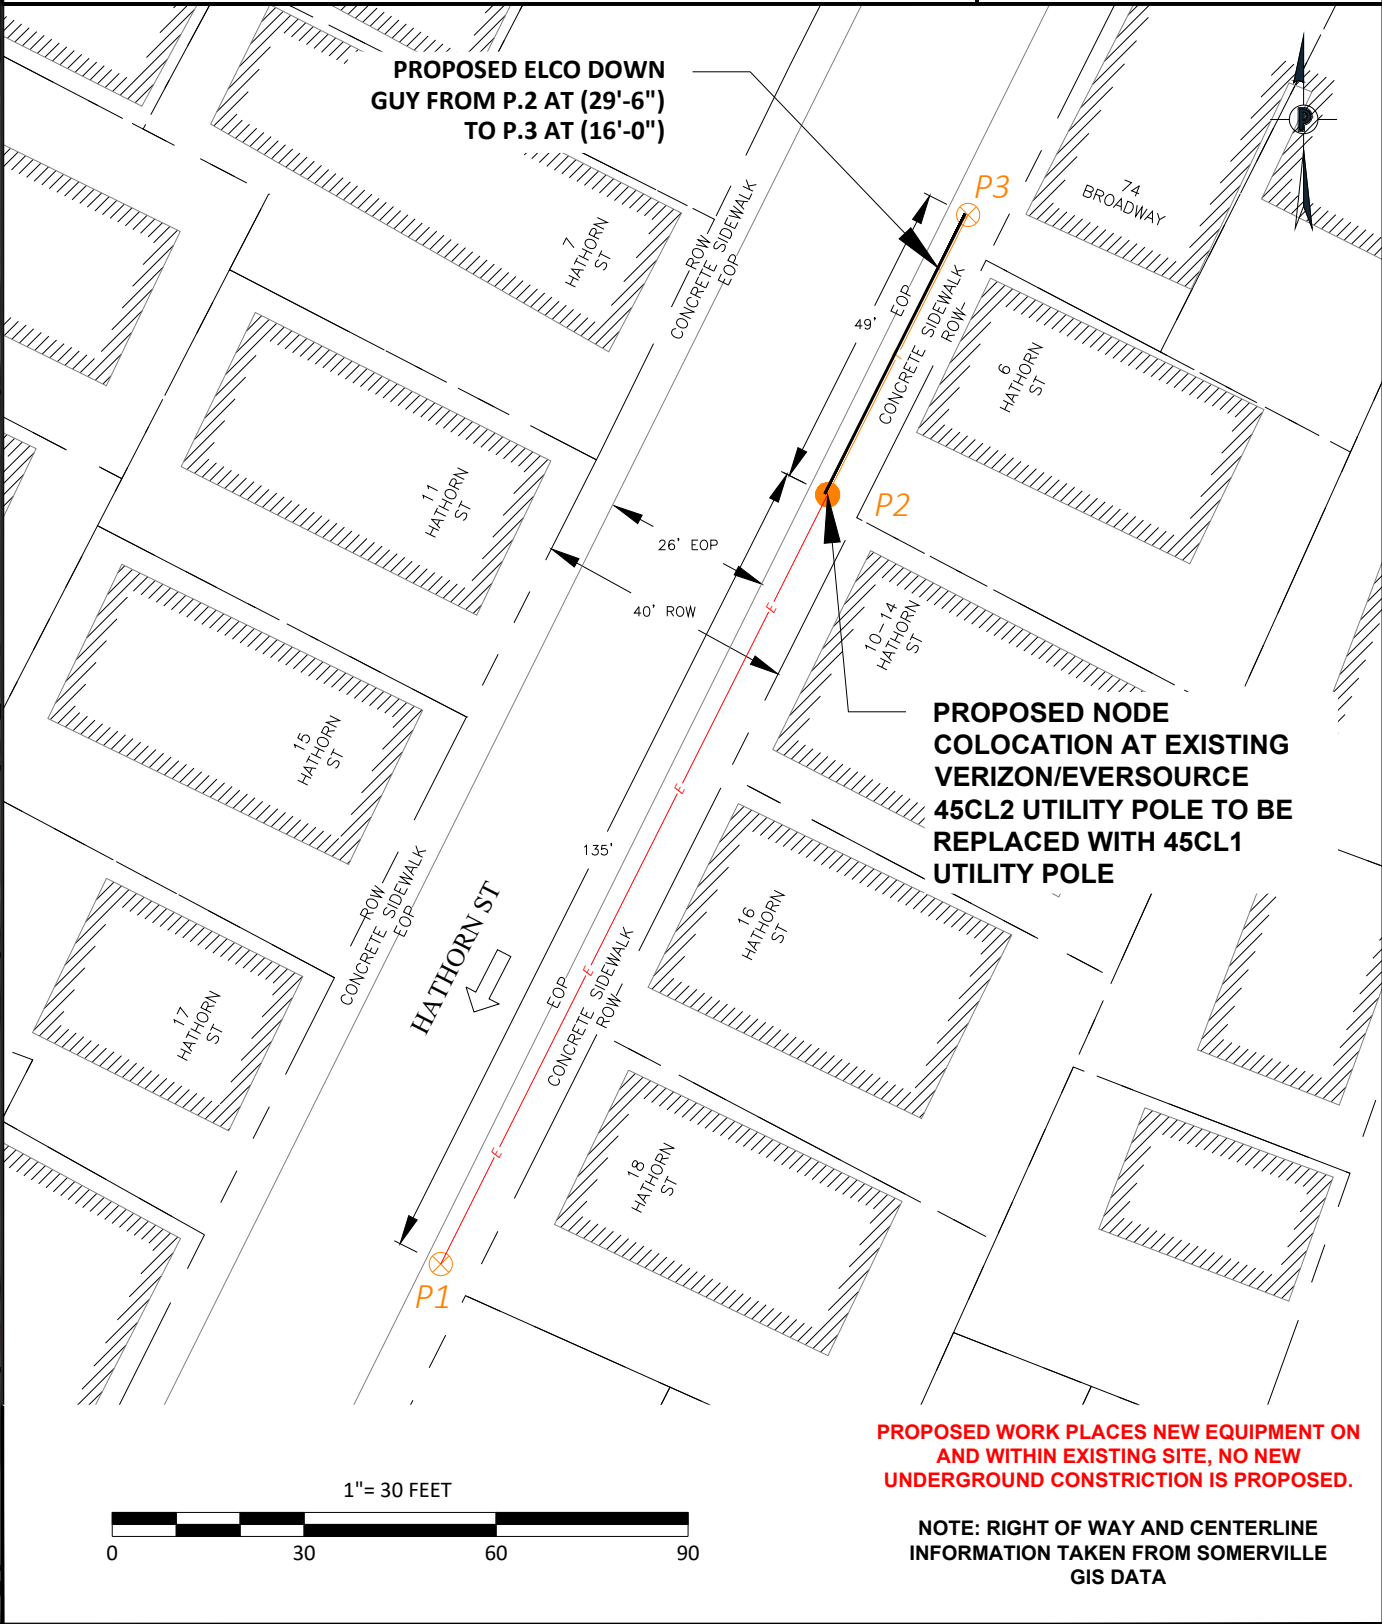 PROPOSED ELCO DOWN
GUY FROM P.2 AT (29'-6")
TO P.3 AT (16'-0")
P
P3
74
BROADWAY
7
HATHORN
ST
ROW
CONCRETE SIDEWALK
EOP
49'
EOP
CONCRETE SIDEWALK
ROW
6
HATHORN
ST
11
HATHORN
ST
P2
26' EOP
40' ROW
E
10-14
HATHORN
ST
PROPOSED NODE
COLOCATION AT EXISTING
VERIZON/EVERSOURCE
45CL2 UTILITY POLE TO BE
REPLACED WITH 45CL1
UTILITY POLE
15
HATHORN
ST
E
135'
ROW
CONCRETE SIDEWALK
EOP
HATHORN ST
16
HATHORN
ST
E
EOP
CONCRETE SIDEWALK
ROW
17
HATHORN
ST
E
18
HATHORN
ST
P1
PROPOSED WORK PLACES NEW EQUIPMENT ON
AND WITHIN EXISTING SITE, NO NEW
UNDERGROUND CONSTRICTION IS PROPOSED.
1"= 30 FEET
0 30 60 90
NOTE: RIGHT OF WAY AND CENTERLINE
INFORMATION TAKEN FROM SOMERVILLE
GIS DATA